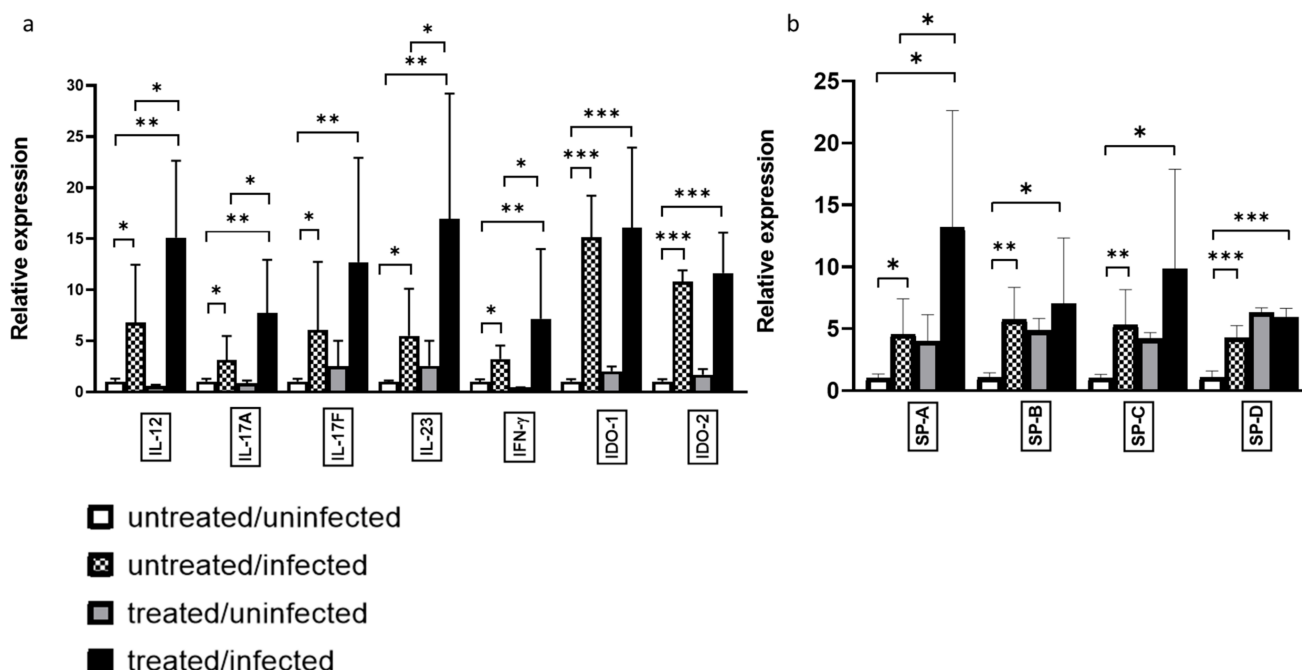 a
Relative expression
30
25
20
15
10
5
0
*
**
*
*
**
*
**
*
*
**
*
*
**
*
***
***
***
***
IL-12
IL-17A
IL-17F
IL-23
IFN-γ
IDO-1
IDO-2
b
Relative expression
25
20
15
10
5
0
*
*
*
*
**
*
**
***
***
SP-A
SP-B
SP-C
SP-D
untreated/uninfected
untreated/infected
treated/uninfected
treated/infected